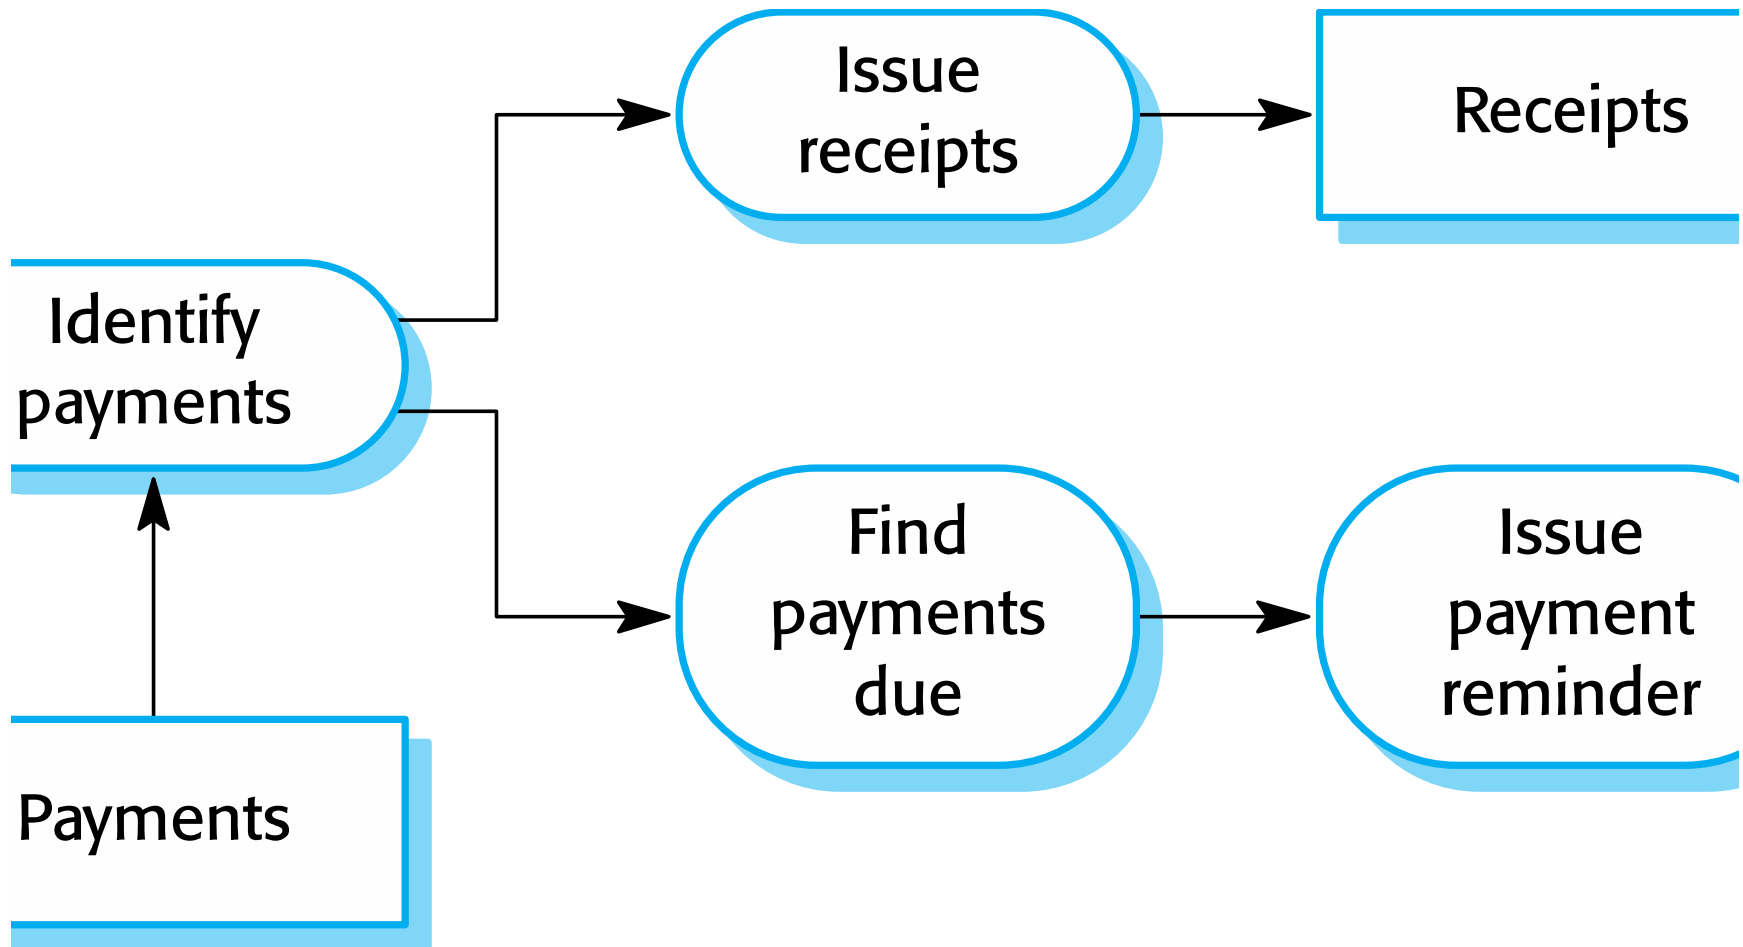 Issue
receipts
Receipts
Identify
payments
Find
payments
due
Issue
payment
reminder
Payments